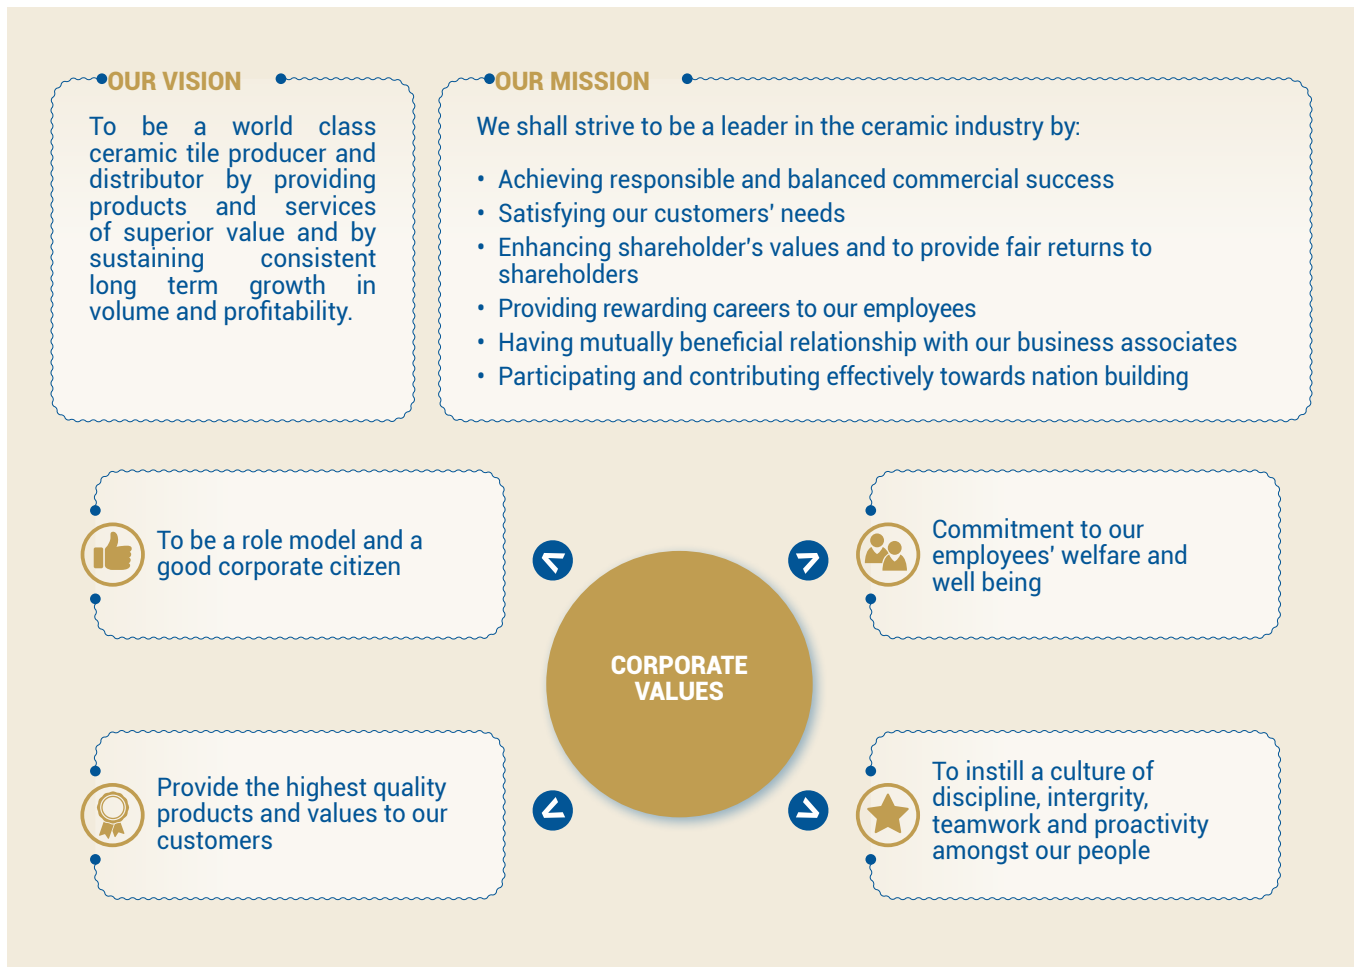 OUR VISION
To be a world class
ceramic tile producer and
distributor by providing
products and services
of superior value and by
sustaining consistent
long term growth in
volume and profitability.
OUR MISSION
We shall strive to be a leader in the ceramic industry by:
• Achieving responsible and balanced commercial success
• Satisfying our customers' needs
• Enhancing shareholder's values and to provide fair returns to
shareholders
• Providing rewarding careers to our employees
• Having mutually beneficial relationship with our business associates
• Participating and contributing effectively towards nation building
To be a role model and a
good corporate citizen
Commitment to our
employees' welfare and
well being
CORPORATE
VALUES
Provide the highest quality
products and values to our
customers
To instill a culture of
discipline, intergrity,
teamwork and proactivity
amongst our people